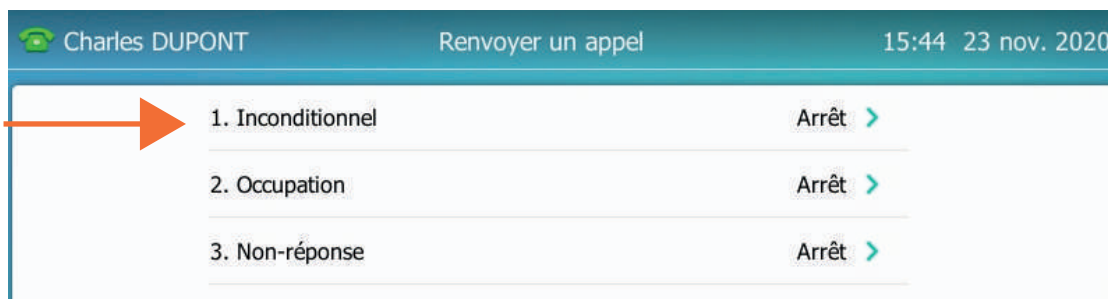 Charles DUPONT Renvoyer un appel 15:44 23 nov. 2020
1. Inconditionnel Arrêt
2. Occupation Arrêt
3. Non-réponse Arrêt